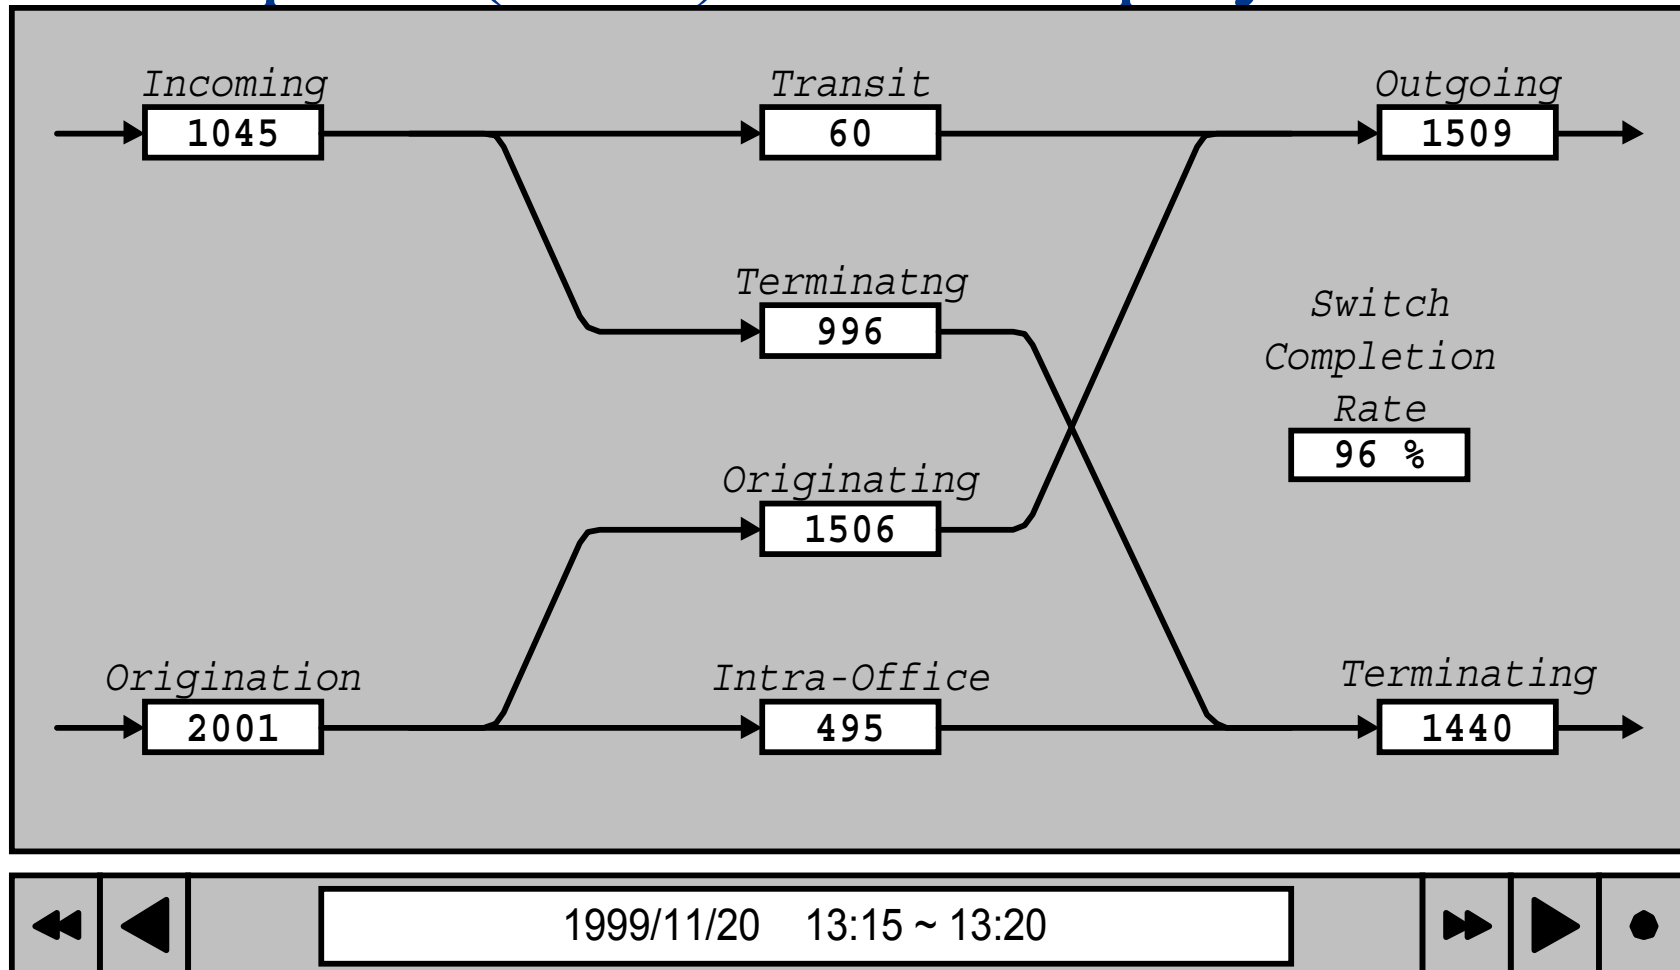 Incoming
Transit
Outgoing
1045
60
1509
Terminatng
996
Switch
Completion
Rate
96 %
Originating
1506
Origination
Intra-Office
Terminating
2001
495
1440
1999/11/20 13:15 ~ 13:20